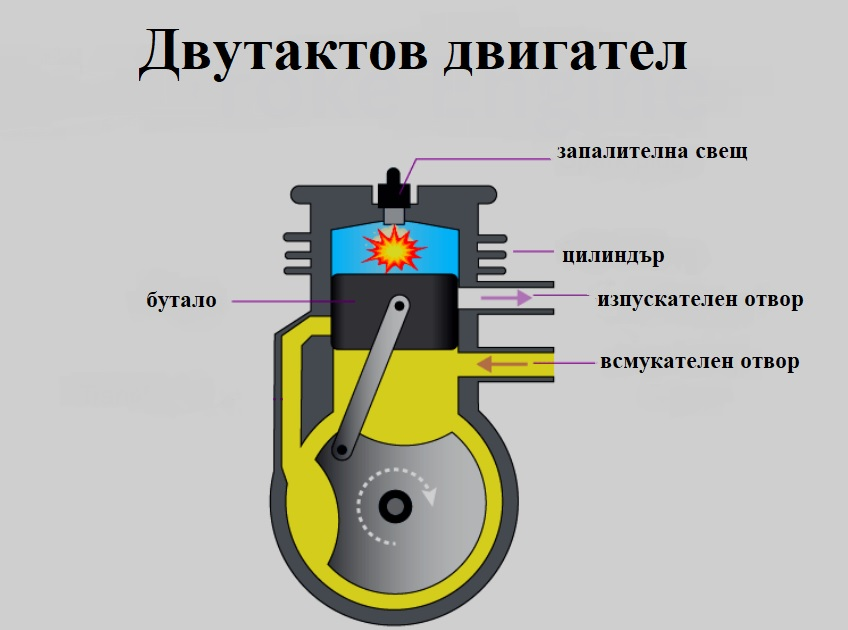 Двутактов двигател
запалителна свещ
цилиндър
бутало
изпускателен отвор
всмукателен отвор